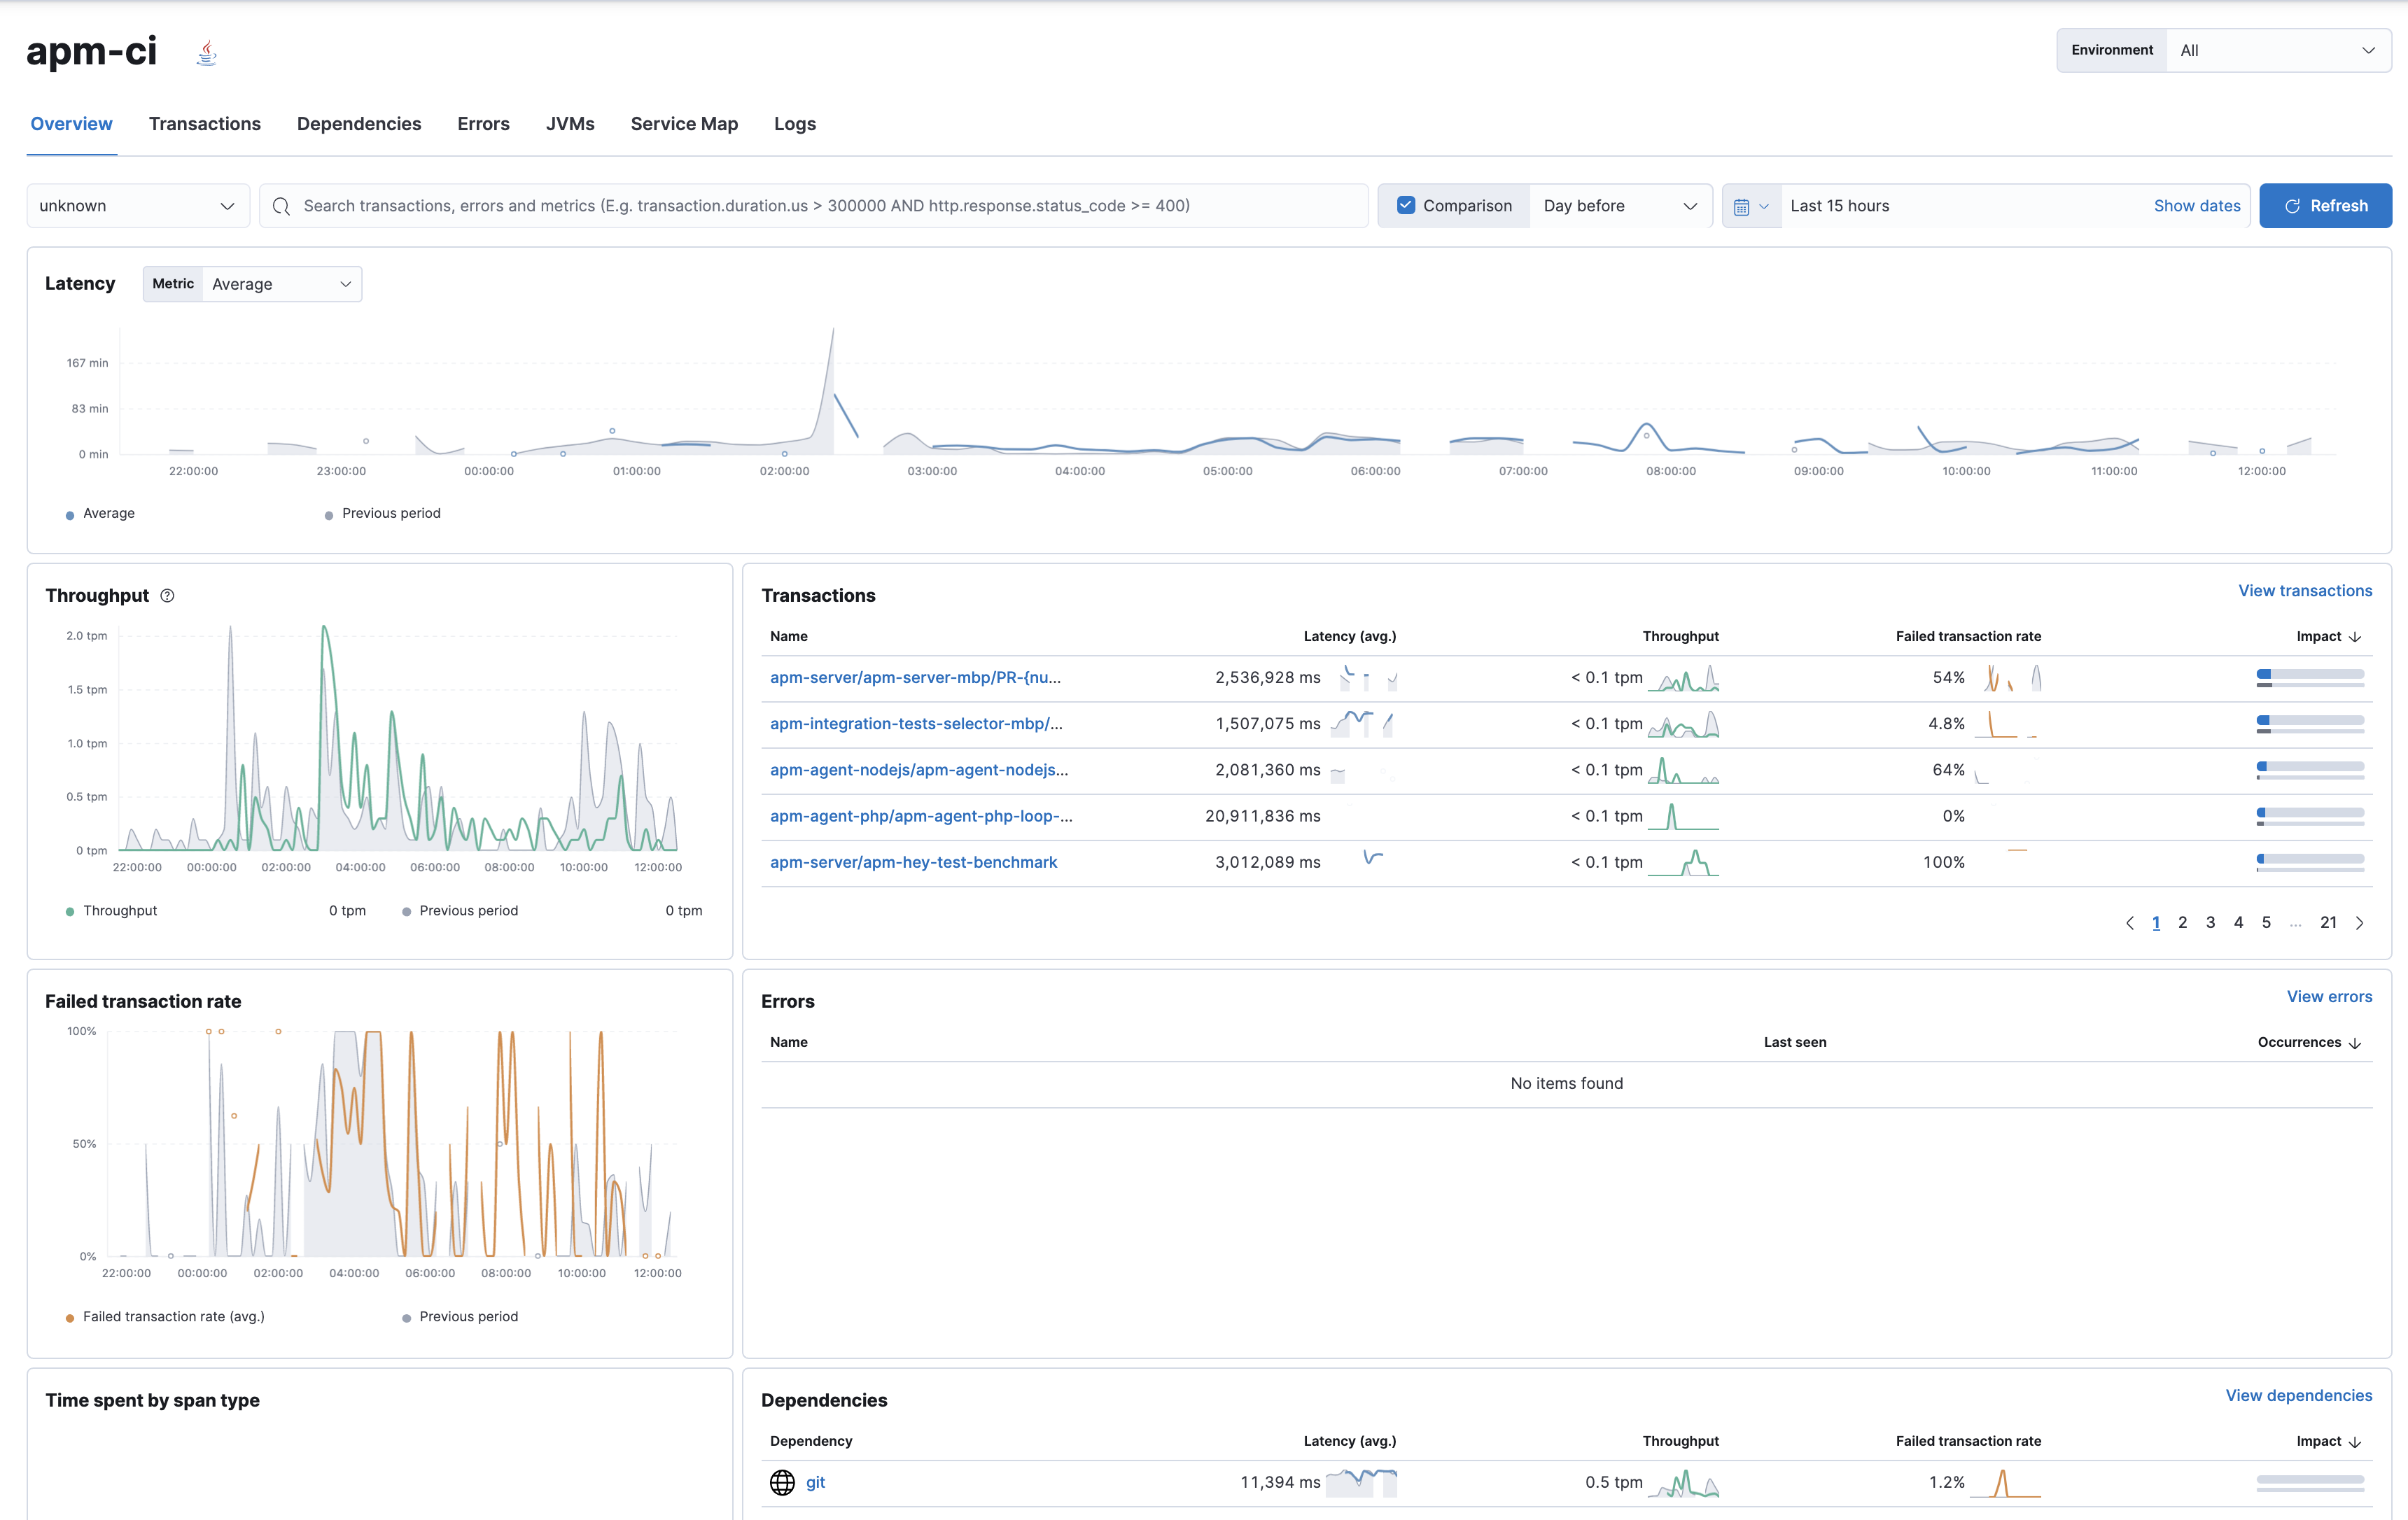 apm-ci
Environment All
Overview Transactions Dependencies Errors JVMs Service Map Logs
unknown Search transactions, errors and metrics (E.g. transaction.duration.us > 300000 AND http.response.status_code >= 400) Comparison Day before Last 15 hours Show dates Refresh
Latency Metric Average
167 min
83 min
0 min
22:00:00 23:00:00 00:00:00 01:00:00 02:00:00 03:00:00 04:00:00 05:00:00 06:00:00 07:00:00 08:00:00 09:00:00 10:00:00 11:00:00 12:00:00
Average Previous period
Throughput
2.0 tpm
1.5 tpm
1.0 tpm
0.5 tpm
0 tpm
22:00:00 00:00:00 02:00:00 04:00:00 06:00:00 08:00:00 10:00:00 12:00:00
Throughput 0 tpm Previous period 0 tpm
Transactions View transactions
Name Latency (avg.) Throughput Failed transaction rate Impact
apm-server/apm-server-mbp/PR-{nu... 2,536,928 ms < 0.1 tpm 54%
apm-integration-tests-selector-mbp/... 1,507,075 ms < 0.1 tpm 4.8%
apm-agent-nodejs/apm-agent-nodejs... 2,081,360 ms < 0.1 tpm 64%
apm-agent-php/apm-agent-php-loop-... 20,911,836 ms < 0.1 tpm 0%
apm-server/apm-hey-test-benchmark 3,012,089 ms < 0.1 tpm 100%
1 2 3 4 5 ... 21
Failed transaction rate
100%
50%
0%
22:00:00 00:00:00 02:00:00 04:00:00 06:00:00 08:00:00 10:00:00 12:00:00
Failed transaction rate (avg.) Previous period
Errors View errors
Name Last seen Occurrences
No items found
Time spent by span type
Dependencies View dependencies
Dependency Latency (avg.) Throughput Failed transaction rate Impact
git 11,394 ms 0.5 tpm 1.2%